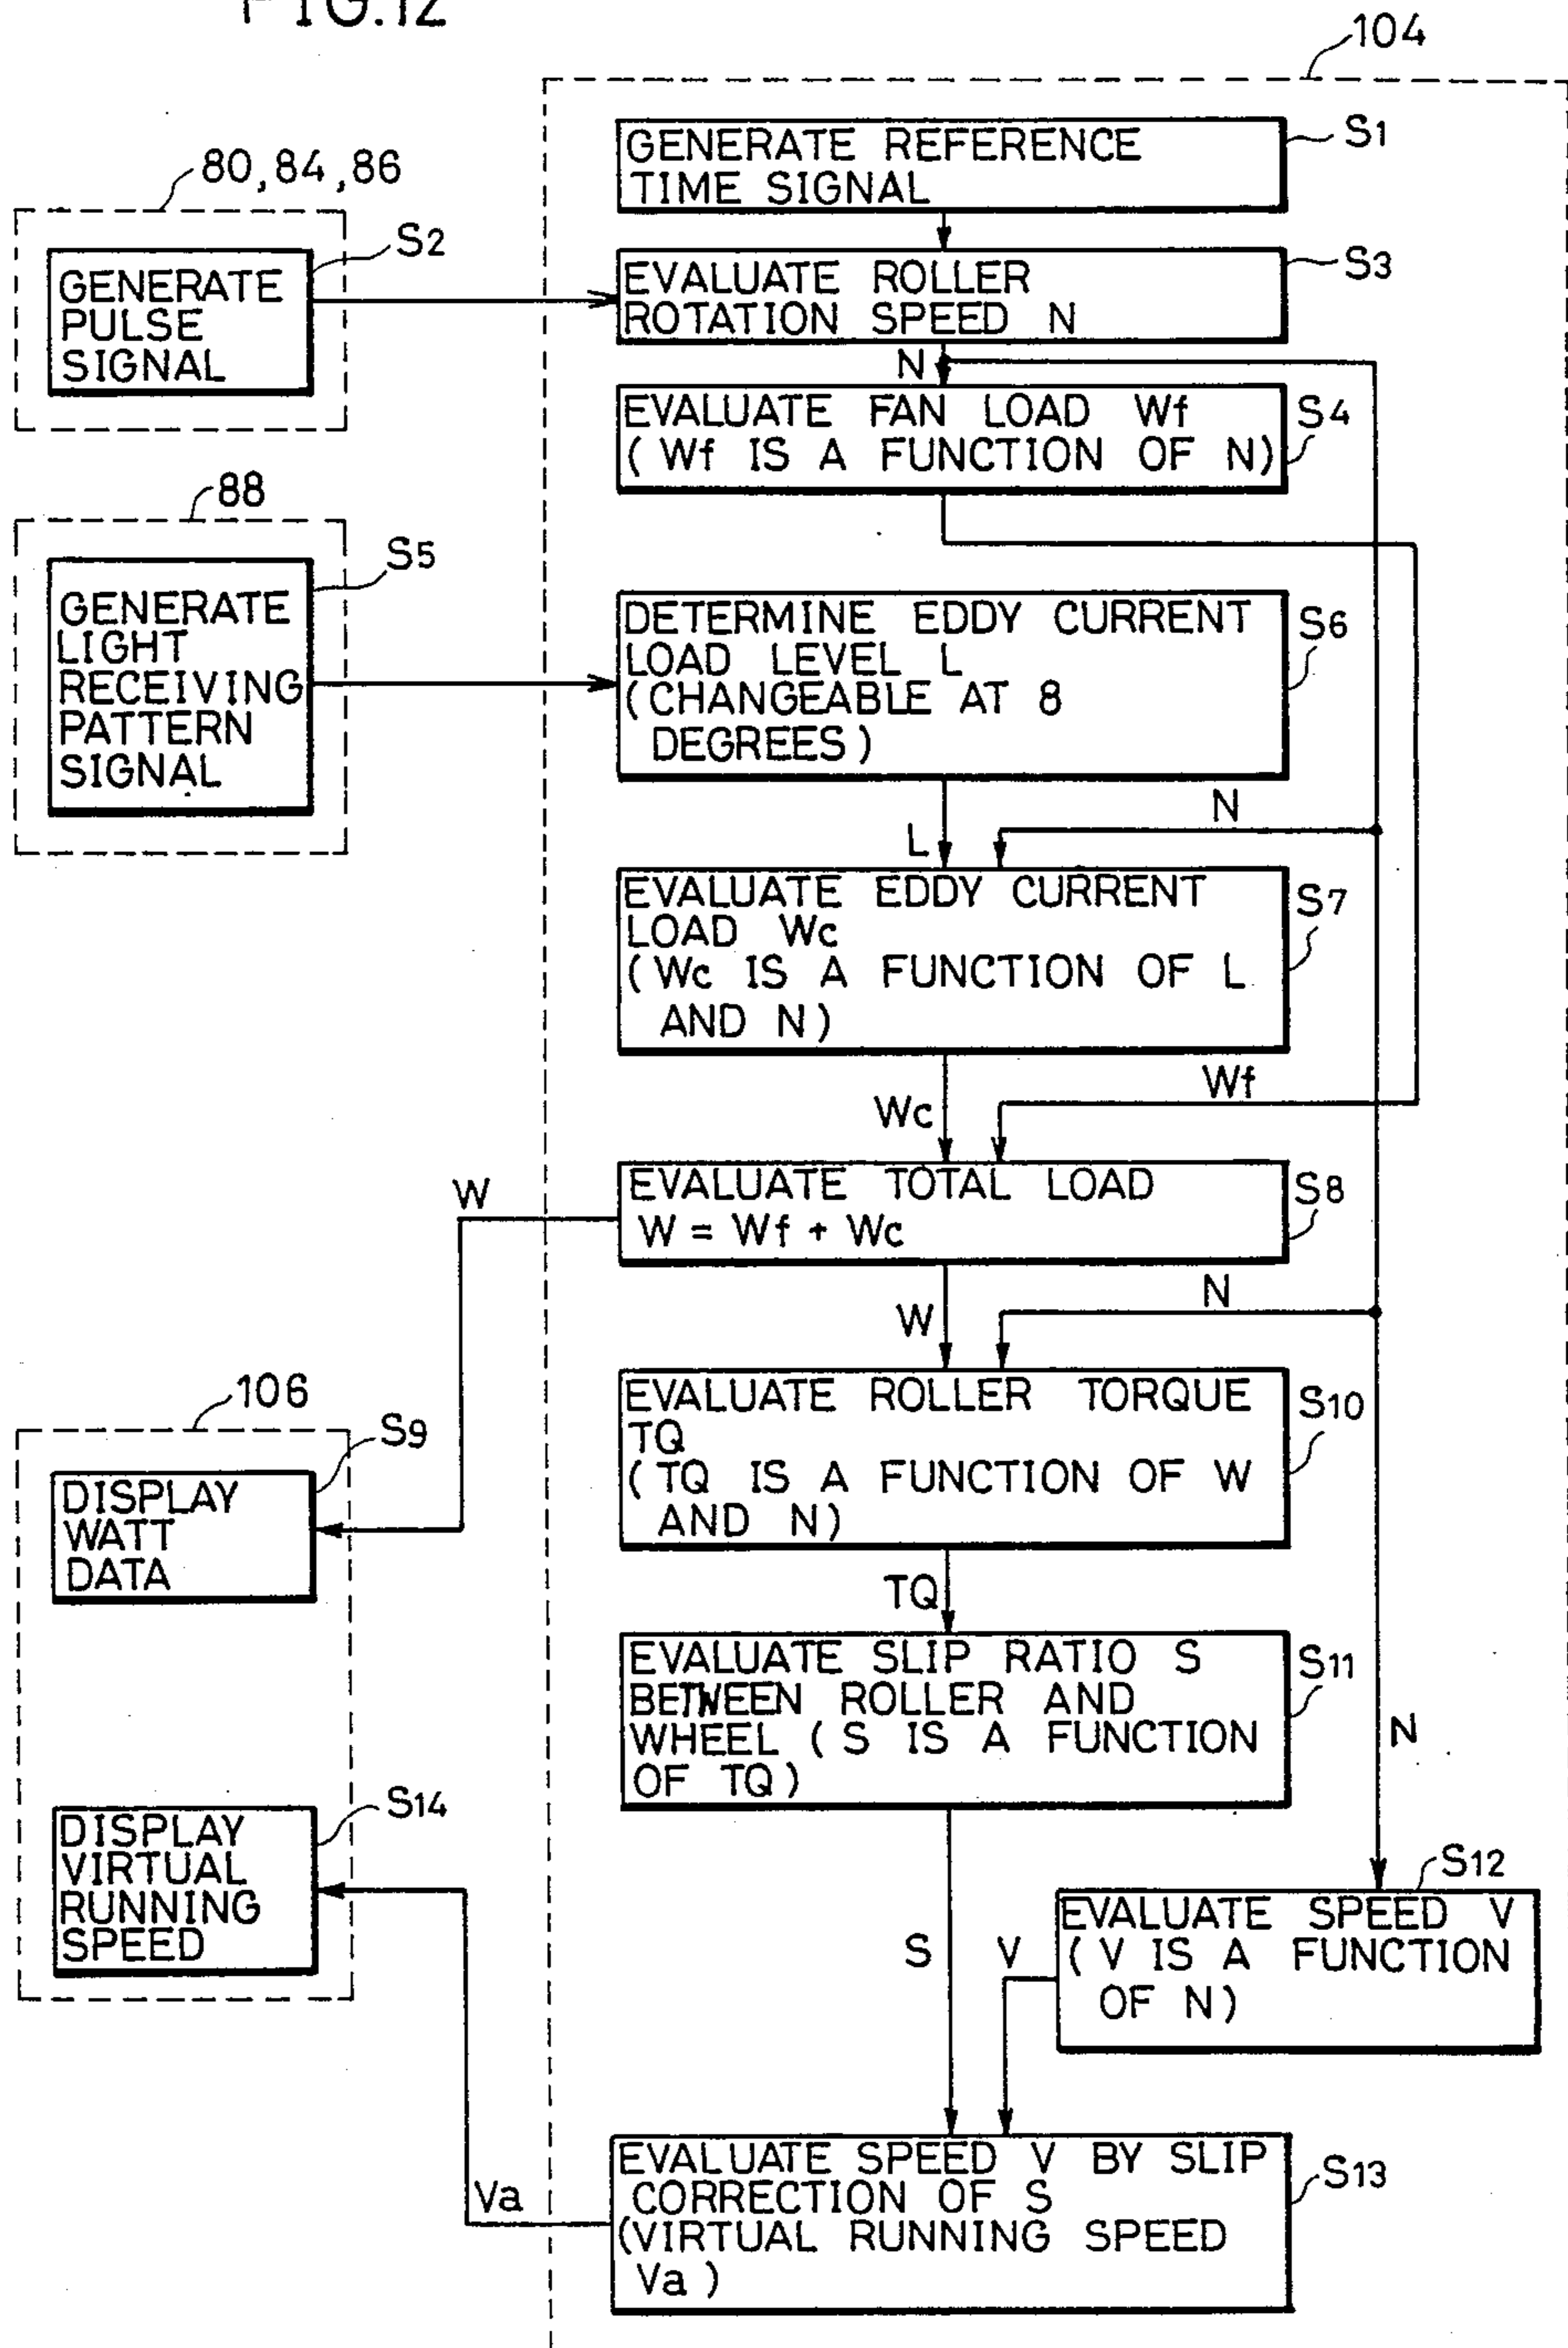 FIG.12
104
GENERATE REFERENCE
TIME SIGNAL
S1
80,84,86
GENERATE
PULSE
SIGNAL
S2
EVALUATE ROLLER
ROTATION SPEED N
S3
N
EVALUATE FAN LOAD Wf
(Wf IS A FUNCTION OF N)
S4
88
GENERATE
LIGHT
RECEIVING
PATTERN
SIGNAL
S5
DETERMINE EDDY CURRENT
LOAD LEVEL L
(CHANGEABLE AT 8
DEGREES)
S6
N
L
EVALUATE EDDY CURRENT
LOAD Wc
(Wc IS A FUNCTION OF L
AND N)
S7
Wf
Wc
EVALUATE TOTAL LOAD
W = Wf + Wc
S8
W
N
W
106
DISPLAY
WATT
DATA
S9
EVALUATE ROLLER TORQUE
TQ
(TQ IS A FUNCTION OF W
AND N)
S10
TQ
EVALUATE SLIP RATIO S
BETWEEN ROLLER AND
WHEEL (S IS A FUNCTION
OF TQ)
S11
N
DISPLAY
VIRTUAL
RUNNING
SPEED
S14
S12
EVALUATE SPEED V
(V IS A FUNCTION
OF N)
S
V
EVALUATE SPEED V BY SLIP
CORRECTION OF S
(VIRTUAL RUNNING SPEED
Va)
S13
Va